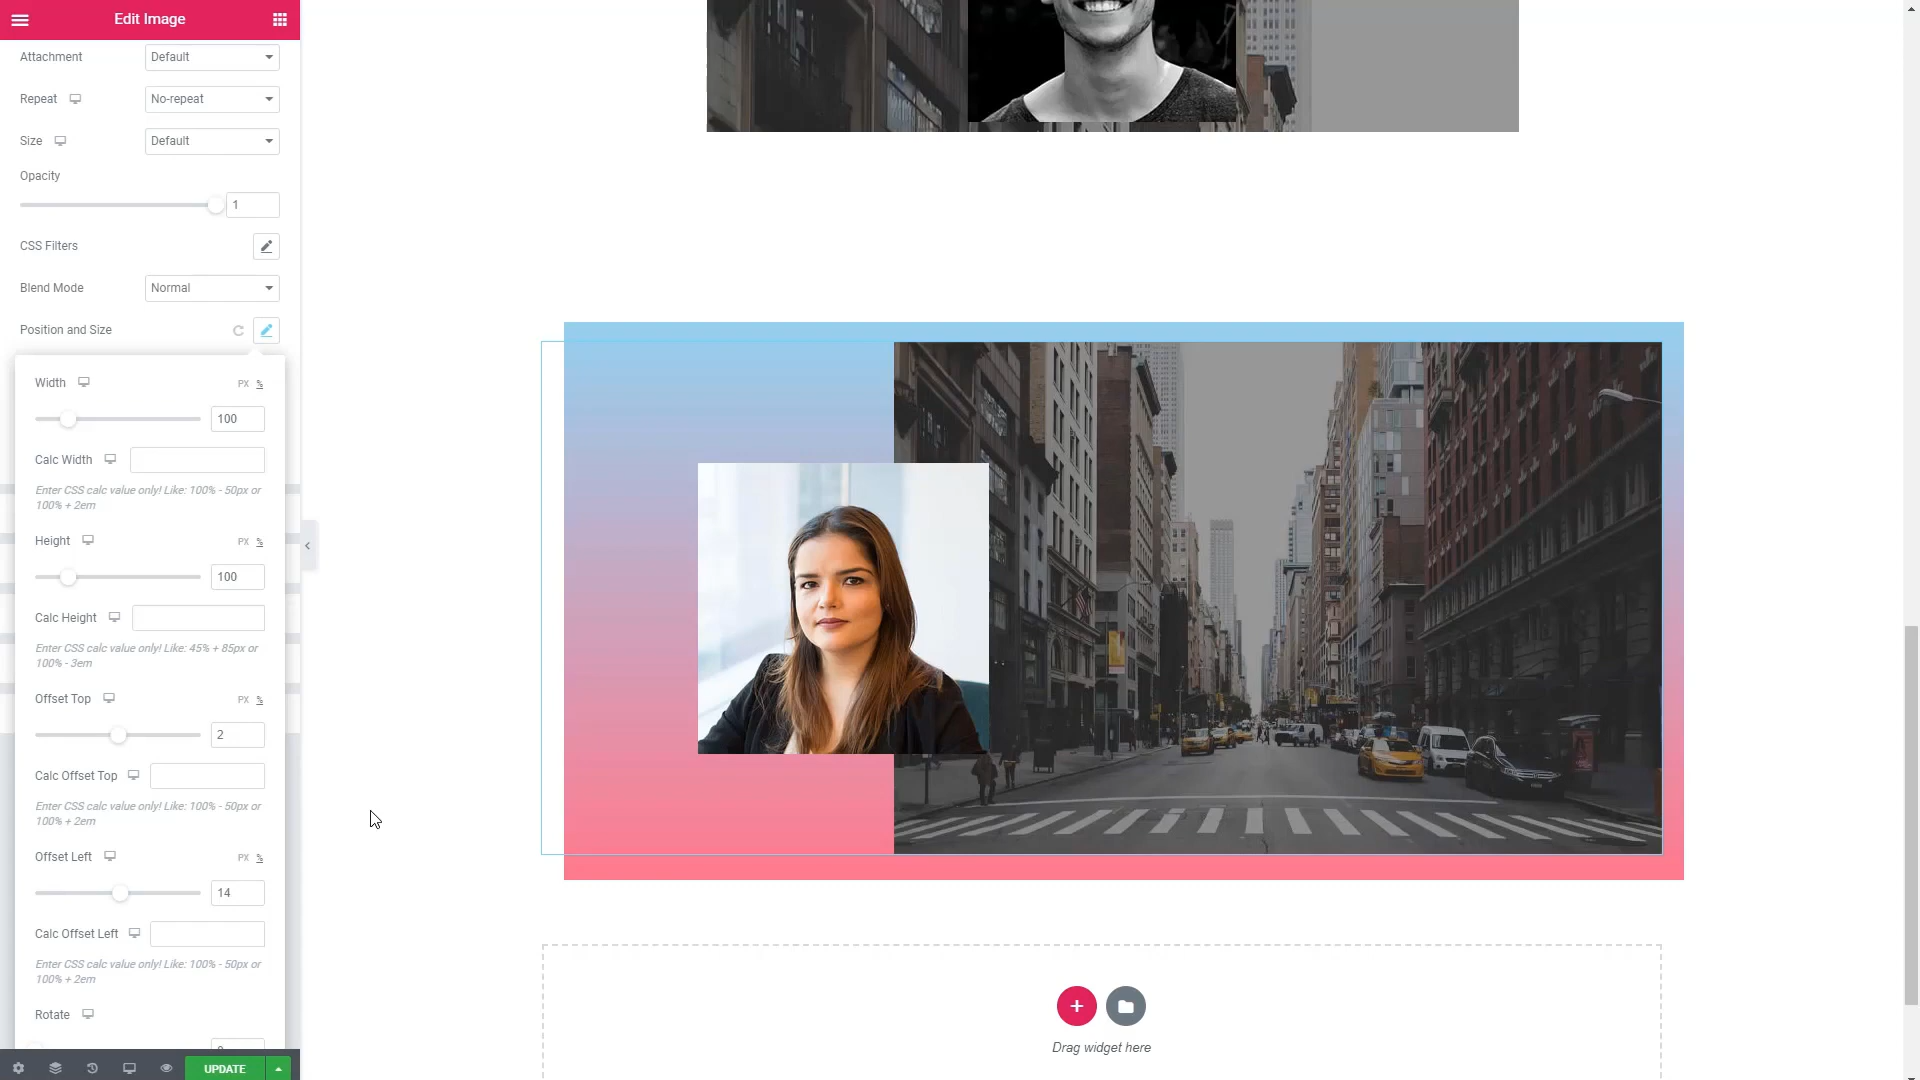 Edit Image
Attachment Default
Repeat No-repeat
Size Default
Opacity
1
CSS Filters
Blend Mode Normal
Position and Size
Width PX %
100
Calc Width
Enter CSS calc value only! Like: 100% - 50px or
100% + 2em
Height PX %
100
Calc Height
Enter CSS calc value only! Like: 45% + 85px or
100% - 3em
Offset Top PX %
2
Calc Offset Top
Enter CSS calc value only! Like: 100% - 50px or
100% + 2em
Offset Left PX %
14
Calc Offset Left
Enter CSS calc value only! Like: 100% - 50px or
100% + 2em
Rotate
UPDATE
Drag widget here